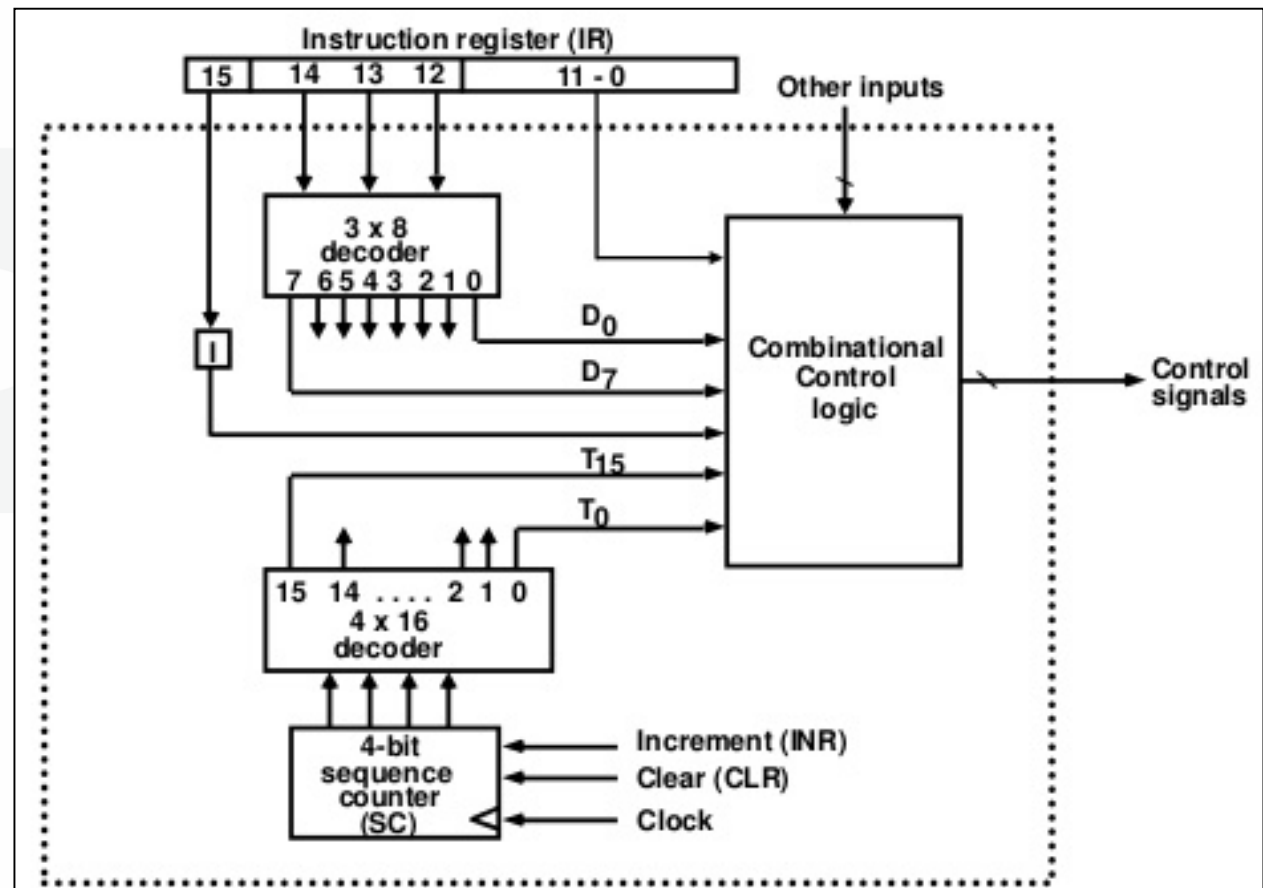 Instruction register (IR)
15 14 13 12 11 - 0
Other inputs
3 x 8
decoder
7 6 5 4 3 2 1 0
D0
I
D7
Combinational
Control
logic
Control
signals
T15
T0
15 14 . . . . 2 1 0
4 x 16
decoder
4-bit
sequence
counter
(SC)
Increment (INR)
Clear (CLR)
Clock